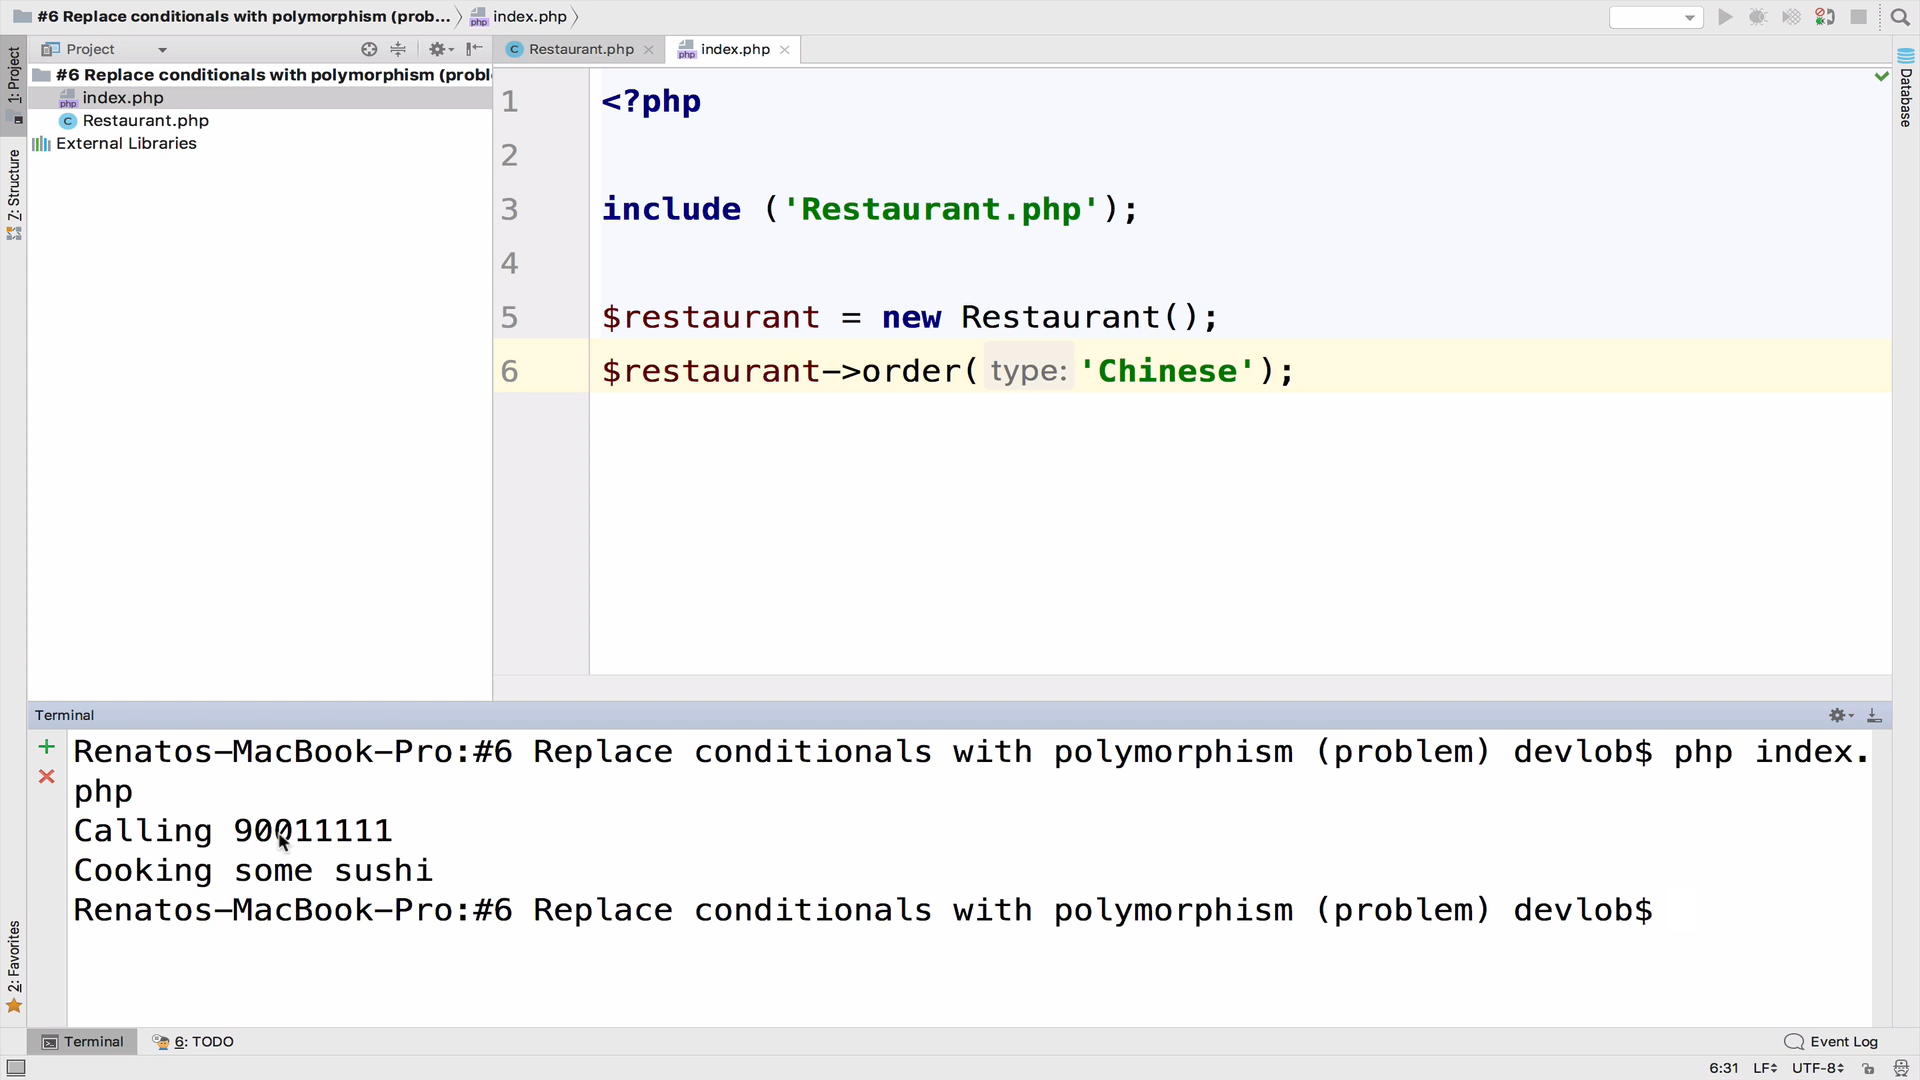 #6 Replace conditionals with polymorphism (prob... index.php
Project
Restaurant.php
index.php
#6 Replace conditionals with polymorphism (probl
index.php
Restaurant.php
External Libraries
1: Project
7: Structure
2: Favorites
Database
1 <?php
2
3 include ('Restaurant.php');
4
5 $restaurant = new Restaurant();
6 $restaurant->order( type: 'Chinese');
Terminal
Renatos-MacBook-Pro:#6 Replace conditionals with polymorphism (problem) devlob$ php index.
php
Calling 90011111
Cooking some sushi
Renatos-MacBook-Pro:#6 Replace conditionals with polymorphism (problem) devlob$
Terminal 6: TODO Event Log
6:31 LF UTF-8